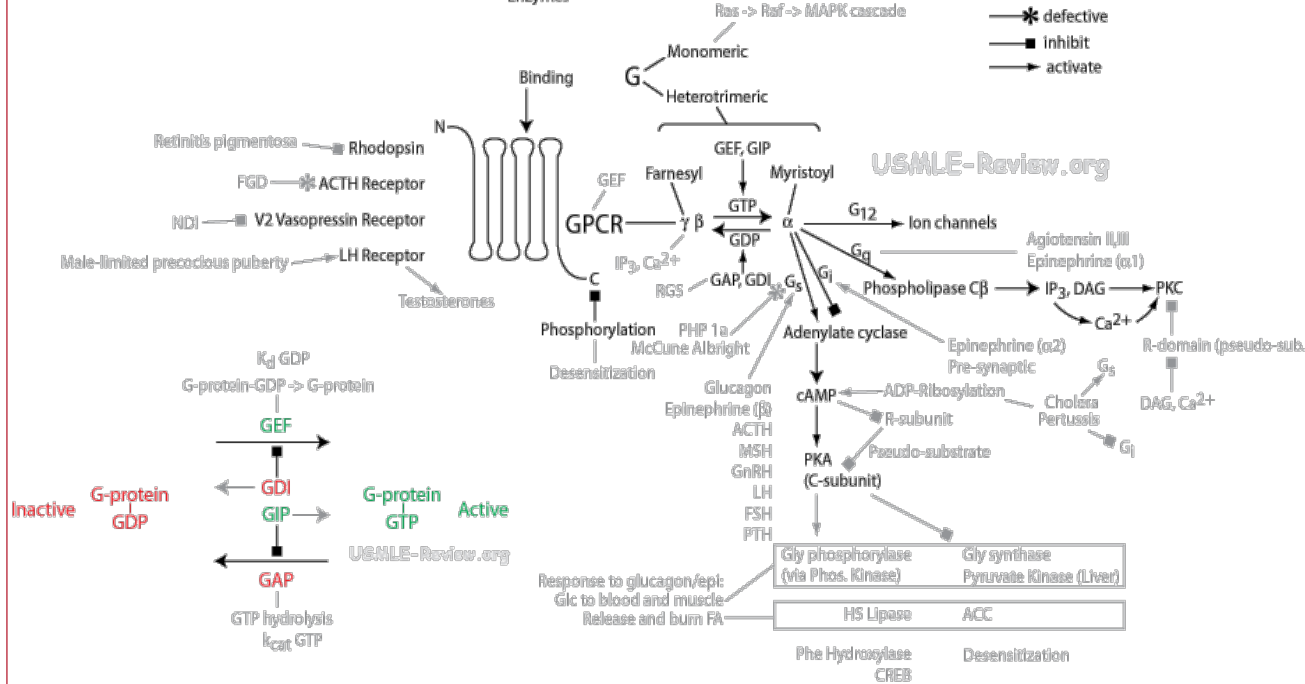 Enzymes
Ras -> Raf -> MAPK cascade
defective
inhibit
activate
Monomeric
G
Heterotrimeric
Binding
N
Retinitis pigmentosa
Rhodopsin
FGD
ACTH Receptor
NDI
V2 Vasopressin Receptor
Male-limited precocious puberty
LH Receptor
Testosterones
GEF
GPCR
Farnesyl
γ β
IP3, Ca2+
GEF, GIP
GTP
GDP
GAP, GDI
RGS
Myristoyl
α
USMLE-Review.org
G12
Ion channels
Gq
Agiotensin II,III
Epinephrine (α1)
Phospholipase Cβ
IP3, DAG
PKC
Ca2+
Gs
Gi
C
Phosphorylation
Desensitization
PHP 1a
McCune Albright
Adenylate cyclase
Epinephrine (α2)
Pre-synaptic
R-domain (pseudo-sub.
DAG, Ca2+
Glucagon
Epinephrine (β)
ACTH
MSH
GnRH
LH
FSH
PTH
cAMP
ADP-Ribosylation
Cholera
Pertussis
Gs
Gi
R-subunit
Pseudo-substrate
PKA
(C-subunit)
Kd GDP
G-protein-GDP -> G-protein
GEF
GDI
GIP
GAP
GTP hydrolysis
kcat GTP
Inactive
G-protein
GDP
G-protein
GTP
Active
USMLE-Review.org
Response to glucagon/epi:
Glc to blood and muscle
Release and burn FA
Gly phosphorylase
(via Phos. Kinase)
Gly synthase
Pyruvate Kinase (Liver)
HS Lipase
ACC
Phe Hydroxylase
CREB
Desensitization